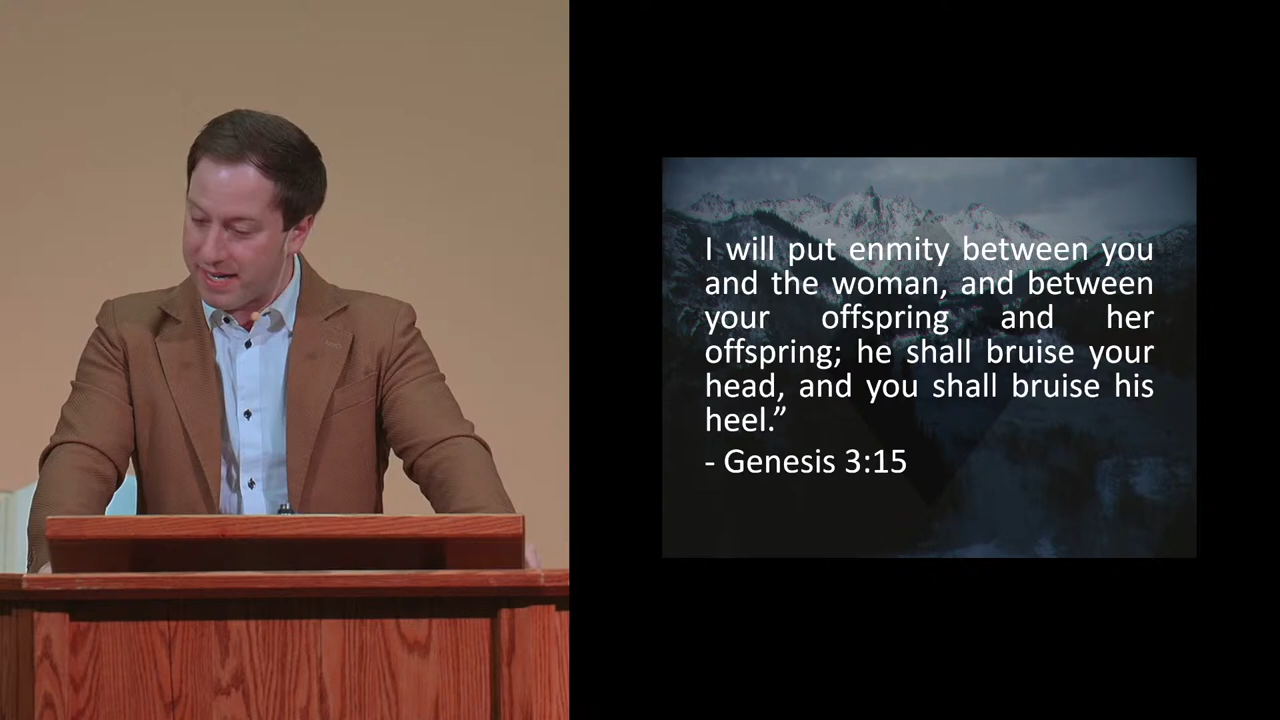 I will put enmity between you
and the woman, and between
your offspring and her
offspring; he shall bruise your
head, and you shall bruise his
heel.”
- Genesis 3:15